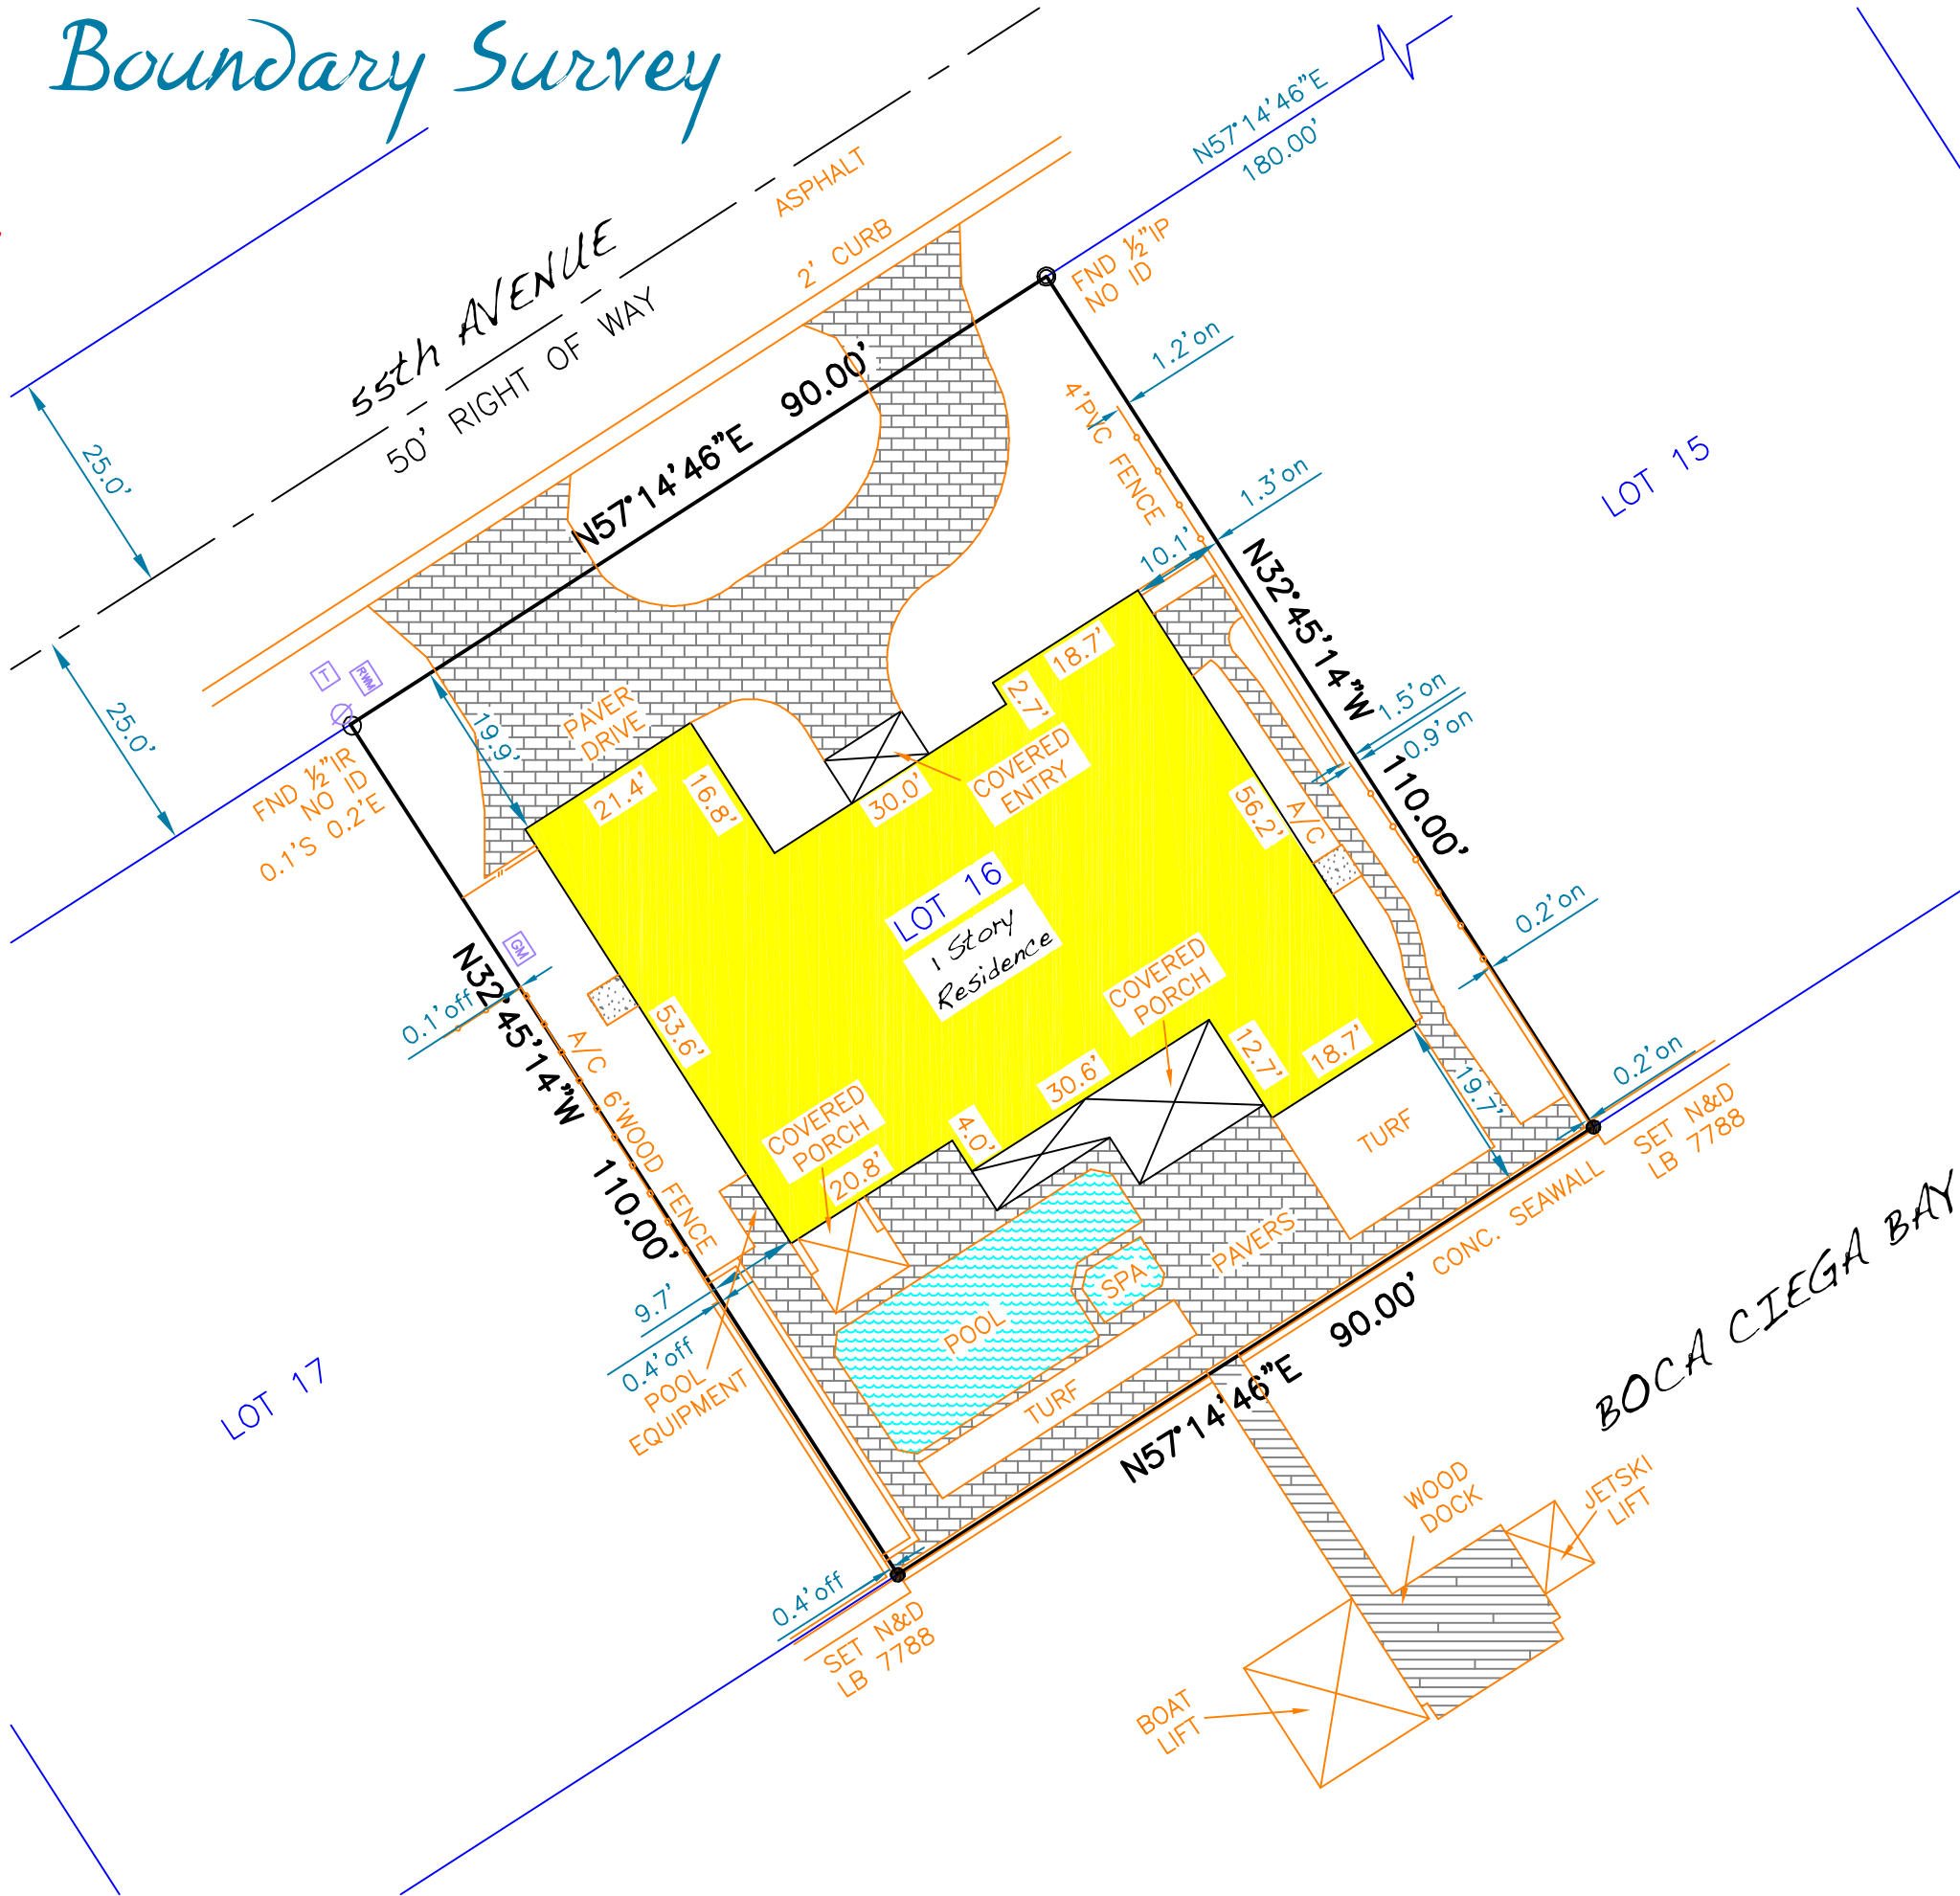 Boundary Survey
N57°14'46"E
180.00'
ASPHALT
2' CURB
55th AVENUE
50' RIGHT OF WAY
FND ½"IP
NO ID
1.2'on
25.0'
90.00'
N57°14'46"E
4'PVC FENCE
1.3'on
LOT 15
10.1'
N32°45'14"W
110.00'
18.7'
2.7'
T
RWM
25.0'
19.9'
PAVER
DRIVE
FND ½"IR
NO ID
0.1'S 0.2'E
21.4'
16.8'
30.0'
COVERED
ENTRY
56.2'
A/C
1.5'on
0.9'on
LOT 16
1 Story
Residence
0.2'on
GM
N32°45'14"W
110.00'
0.1'off
A/C
6'WOOD FENCE
53.6'
COVERED
PORCH
COVERED
PORCH
20.8'
4.0'
30.6'
12.7'
18.7'
19.7'
TURF
0.2'on
SET N&D
LB 7788
CONC. SEAWALL
PAVERS
SPA
POOL
TURF
9.7'
0.4'off
POOL
EQUIPMENT
LOT 17
90.00'
N57°14'46"E
BOCA CIEGA BAY
WOOD
DOCK
JETSKI
LIFT
0.4'off
SET N&D
LB 7788
BOAT
LIFT